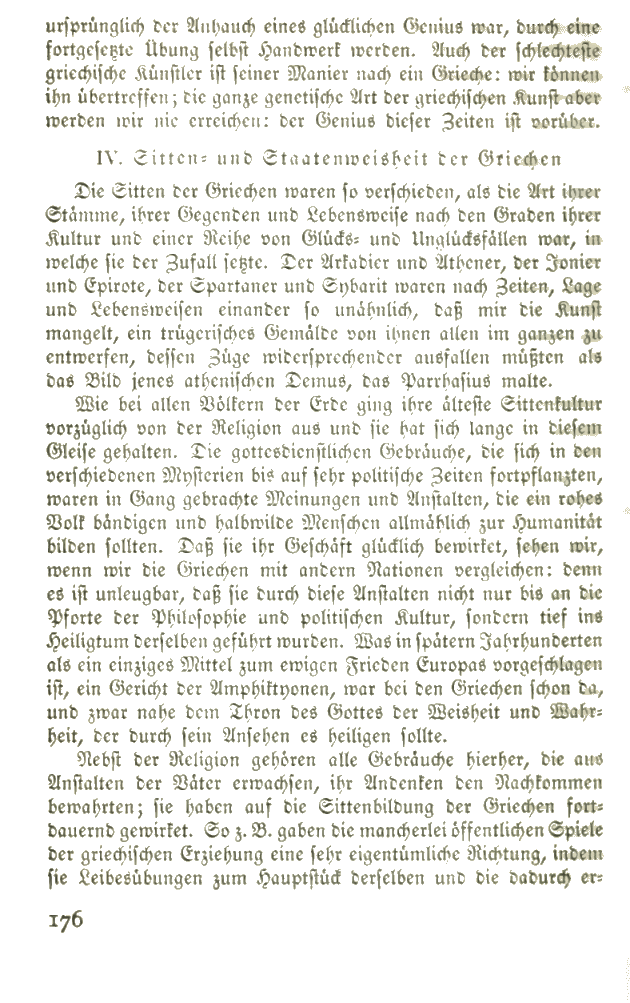 ursprünglich der Anhauch eines glücklichen Genius war, durch eine
fortgesetzte Übung selbst Handwerk werden. Auch der schlechteste
griechische Künstler ist seiner Manier nach ein Grieche: wir können
ihn übertreffen; die ganze genetische Art der griechischen Kunst aber
werden wir nie erreichen: der Genius dieser Zeiten ist vorüber.
IV. Sitten- und Staatenweisheit der Griechen
Die Sitten der Griechen waren so verschieden, als die Art ihrer
Stämme, ihrer Gegenden und Lebensweise nach den Graden ihrer
Kultur und einer Reihe von Glücks- und Unglücksfällen war, in
welche sie der Zufall setzte. Der Arkadier und Athener, der Jonier
und Epirote, der Spartaner und Sybarit waren nach Zeiten, Lage
und Lebensweisen einander so unähnlich, daß mir die Kunst
mangelt, ein trügerisches Gemälde von ihnen allen im ganzen zu
entwerfen, dessen Züge widersprechender ausfallen müßten als
das Bild jenes athenischen Demus, das Parrhasius malte.
Wie bei allen Völkern der Erde ging ihre älteste Sittenkultur
vorzüglich von der Religion aus und sie hat sich lange in diesem
Gleise gehalten. Die gottesdienstlichen Gebräuche, die sich in den
verschiedenen Mysterien bis auf sehr politische Zeiten fortpflanzten,
waren in Gang gebrachte Meinungen und Anstalten, die ein rohes
Volk bändigen und halbwilde Menschen allmählich zur Humanität
bilden sollten. Daß sie ihr Geschäft glücklich bewirket, sehen wir,
wenn wir die Griechen mit andern Nationen vergleichen: denn
es ist unleugbar, daß sie durch diese Anstalten nicht nur bis an die
Pforte der Philosophie und politischen Kultur, sondern tief ins
Heiligtum derselben geführt wurden. Was in spätern Jahrhunderten
als ein einziges Mittel zum ewigen Frieden Europas vorgeschlagen
ist, ein Gericht der Amphiktyonen, war bei den Griechen schon da,
und zwar nahe dem Thron des Gottes der Weisheit und Wahr-
heit, der durch sein Ansehen es heiligen sollte.
Nebst der Religion gehören alle Gebräuche hierher, die aus
Anstalten der Väter erwachsen, ihr Andenken den Nachkommen
bewahrten; sie haben auf die Sittenbildung der Griechen fort-
dauernd gewirket. So z. B. gaben die mancherlei öffentlichen Spiele
der griechischen Erziehung eine sehr eigentümliche Richtung, indem
sie Leibesübungen zum Hauptstück derselben und die dadurch er-
176